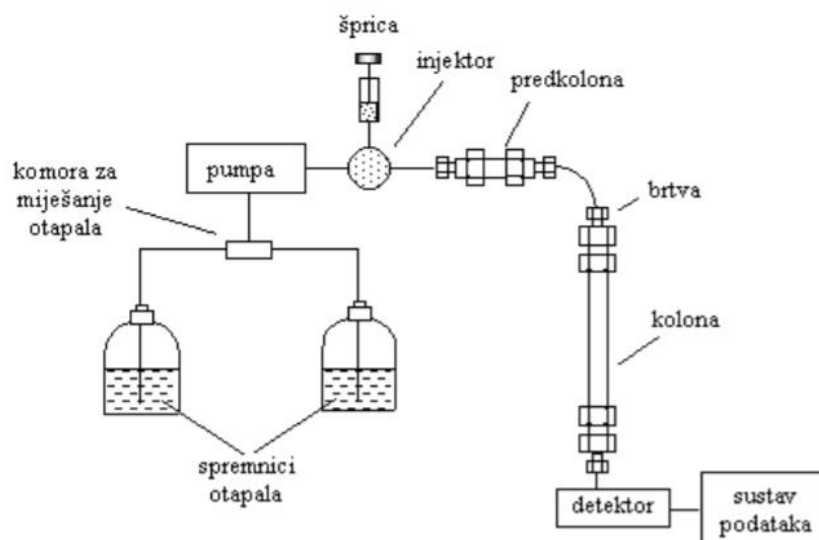 šprica
injektor
predkolona
komora za
miješanje
otapala
pumpa
brtva
kolona
spremnici
otapala
detektor
sustav
podataka